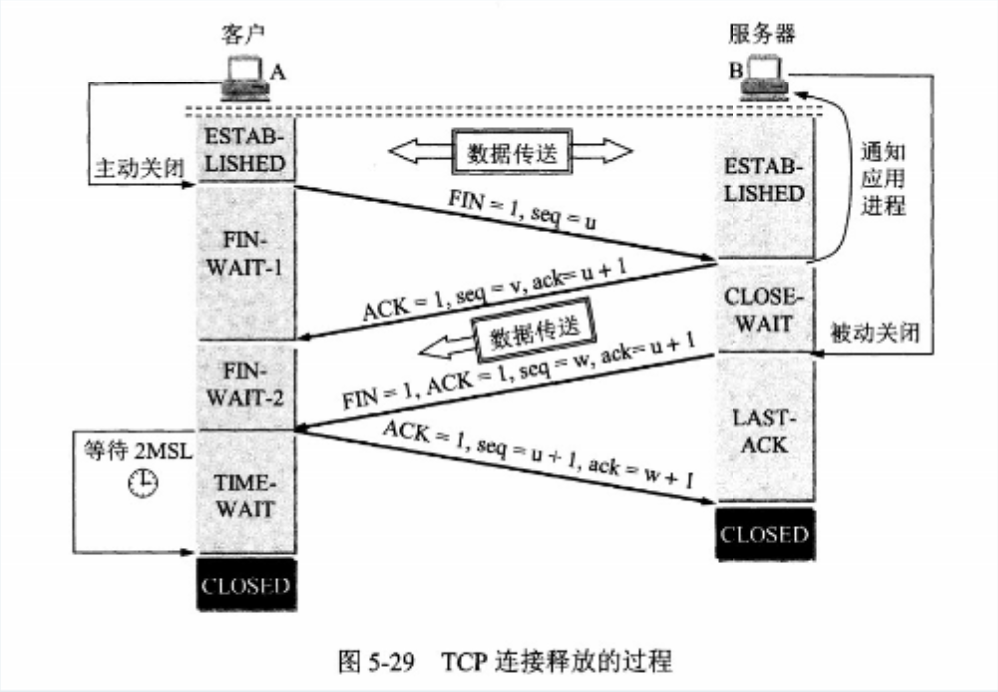 客户
服务器
A
B
ESTAB-
LISHED
数据传送
ESTAB-
LISHED
通知
应用
进程
主动关闭
FIN = 1, seq = u
FIN-
WAIT-1
ACK = 1, seq = v, ack= u + 1
CLOSE-
WAIT
数据传送
被动关闭
FIN-
WAIT-2
FIN = 1, ACK = 1, seq = w, ack= u + 1
ACK = 1, seq = u + 1, ack = w + 1
LAST-
ACK
等待 2MSL
TIME-
WAIT
CLOSED
CLOSED
图 5-29 TCP 连接释放的过程